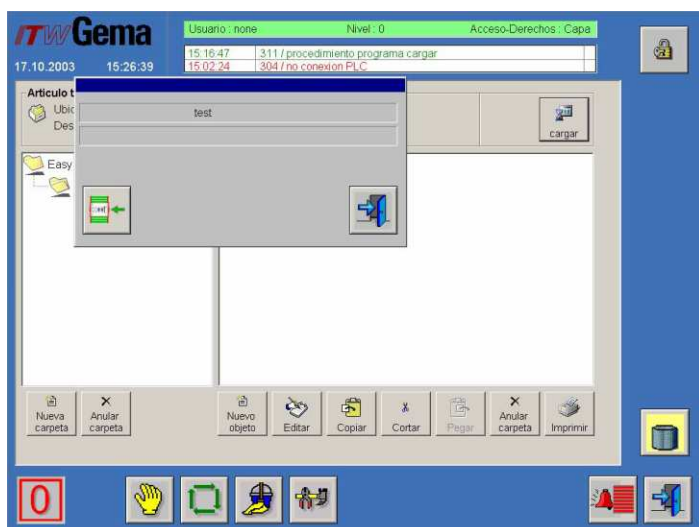 ITW Gema
17.10.2003 15:26:39
Usuario : none Nivel : 0 Acceso-Derechos : Capa
15:16:47 311 / procedimiento programa cargar
15:02:24 304 / no conexion PLC
Articulo t
Ubic
Des
test
cargar
Easy
Nueva carpeta
Anular carpeta
Nuevo objeto
Editar
Copiar
Cortar
Pegar
Anular carpeta
Imprimir
0